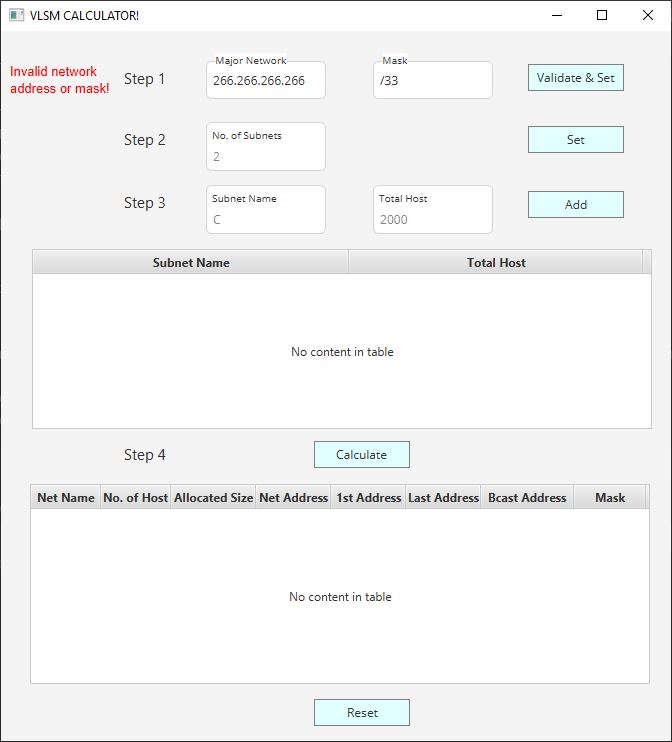 VLSM CALCULATOR!
Invalid network
address or mask!
Step 1
Major Network
266.266.266.266
Mask
/33
Validate & Set
Step 2
No. of Subnets
2
Set
Step 3
Subnet Name
C
Total Host
2000
Add
Subnet Name Total Host
No content in table
Step 4
Calculate
Net Name No. of Host Allocated Size Net Address 1st Address Last Address Bcast Address Mask
No content in table
Reset